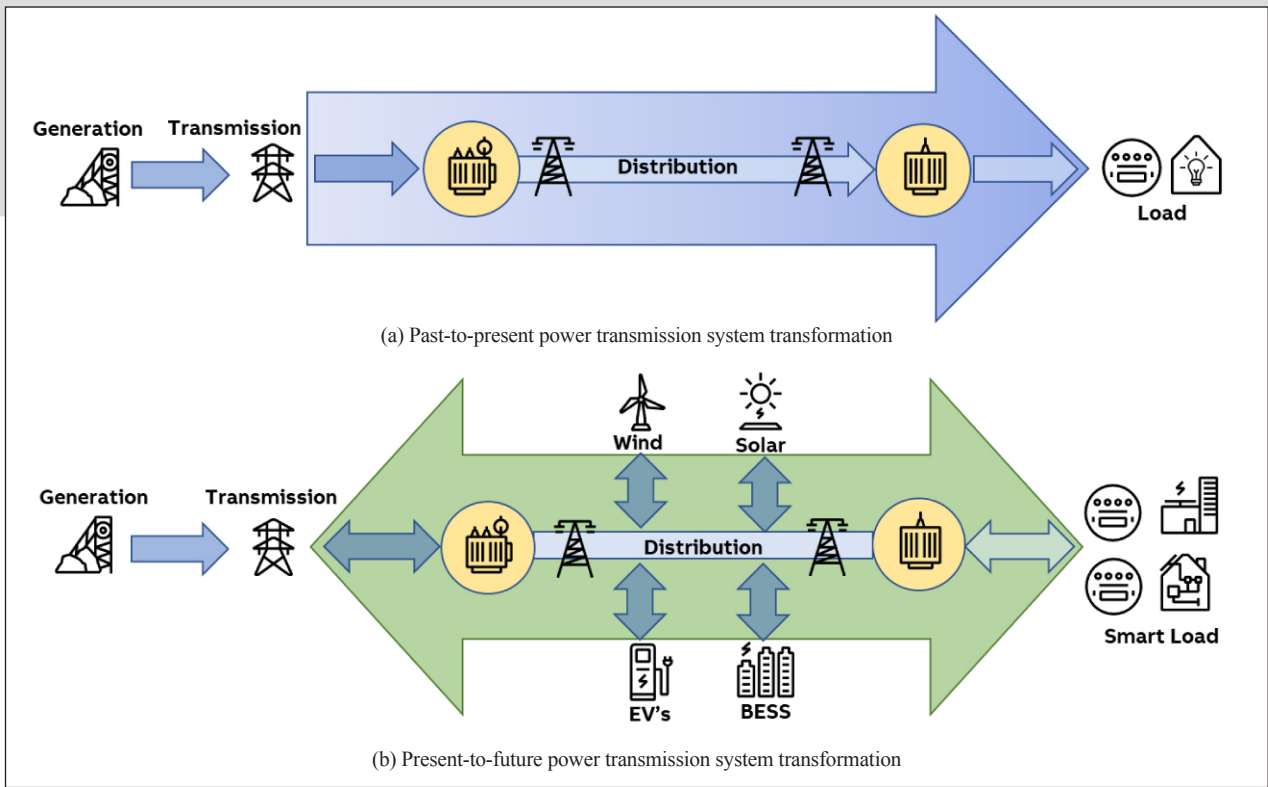 Generation
Transmission
Distribution
Load
(a) Past-to-present power transmission system transformation
Wind
Solar
Generation
Transmission
Distribution
Smart Load
EV's
BESS
(b) Present-to-future power transmission system transformation